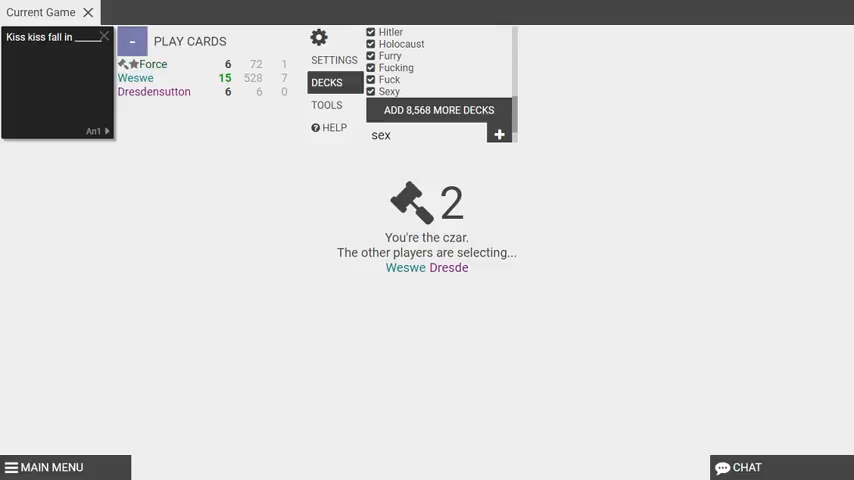 Current Game
Kiss kiss fall in ______
An1
- PLAY CARDS
Force 6 72 1
Weswe 15 528 7
Dresdensutton 6 6 0
SETTINGS
DECKS
TOOLS
HELP
Hitler
Holocaust
Furry
Fucking
Fuck
Sexy
ADD 8,568 MORE DECKS
sex
2
You're the czar.
The other players are selecting...
Weswe Dresde
MAIN MENU
CHAT